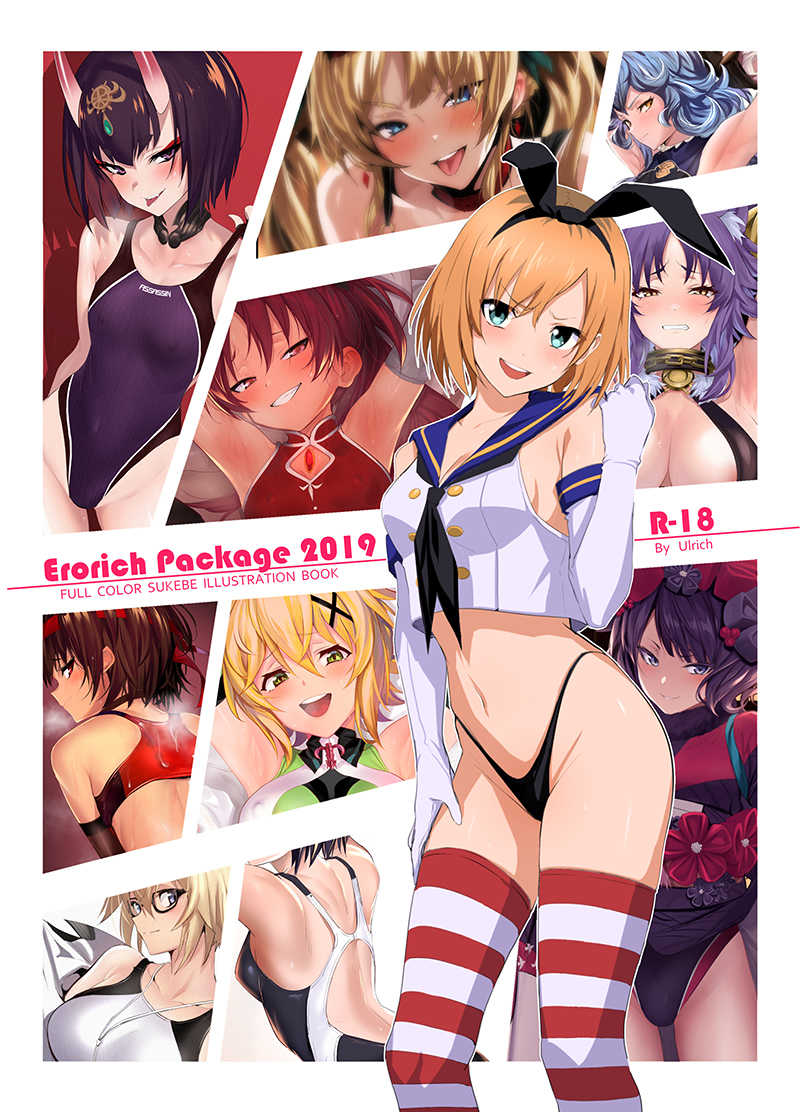 ASSASSIN
Erorich Package 2019
FULL COLOR SUKEBE ILLUSTRATION BOOK
R-18
By Ulrich